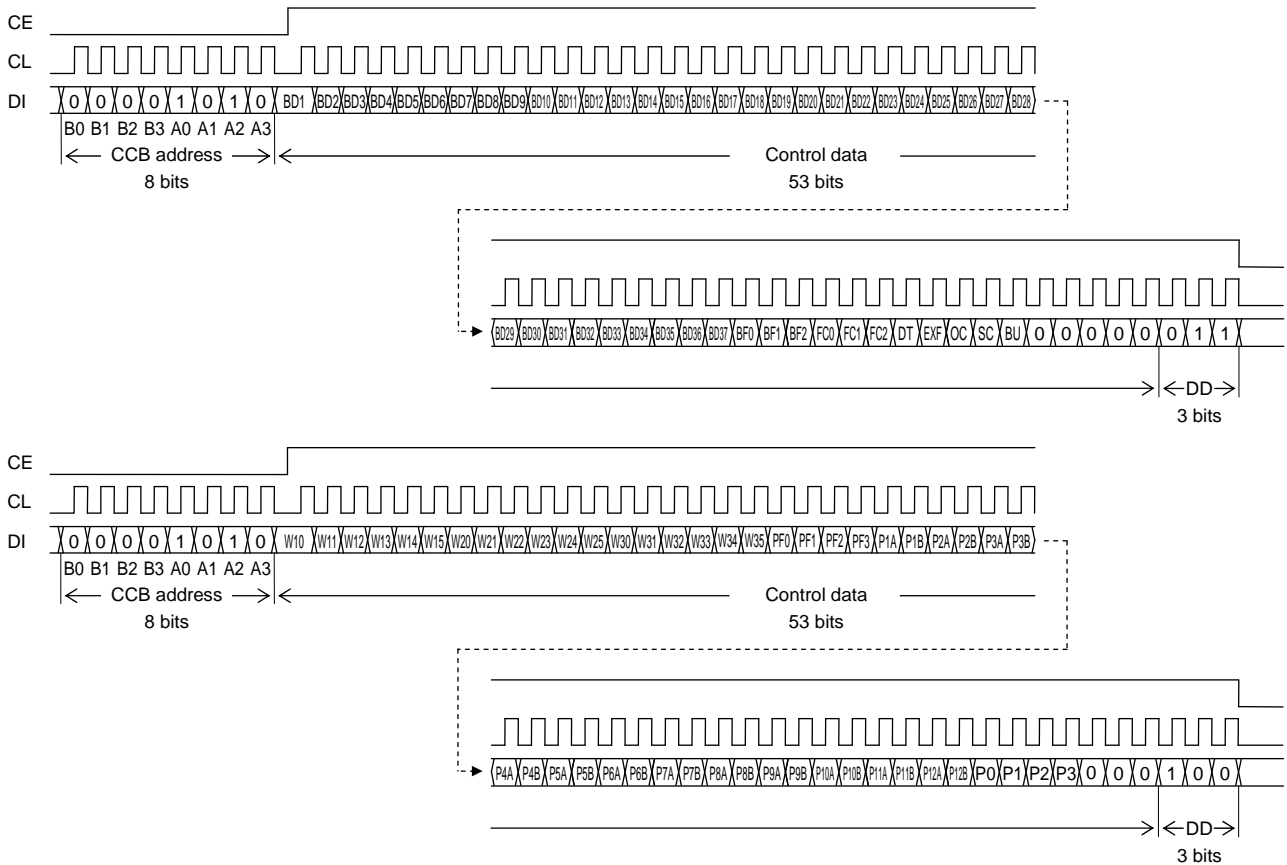 CE
CL
DI 0 0 0 0 1 0 1 0 BD1 BD2 BD3 BD4 BD5 BD6 BD7 BD8 BD9 BD10 BD11 BD12 BD13 BD14 BD15 BD16 BD17 BD18 BD19 BD20 BD21 BD22 BD23 BD24 BD25 BD26 BD27 BD28
B0 B1 B2 B3 A0 A1 A2 A3
CCB address Control data
8 bits 53 bits
BD29 BD30 BD31 BD32 BD33 BD34 BD35 BD36 BD37 BF0 BF1 BF2 FC0 FC1 FC2 DT EXF OC SC BU 0 0 0 0 0 0 1 1
DD
3 bits
CE
CL
DI 0 0 0 0 1 0 1 0 W10 W11 W12 W13 W14 W15 W20 W21 W22 W23 W24 W25 W30 W31 W32 W33 W34 W35 PF0 PF1 PF2 PF3 P1A P1B P2A P2B P3A P3B
B0 B1 B2 B3 A0 A1 A2 A3
CCB address Control data
8 bits 53 bits
P4A P4B P5A P5B P6A P6B P7A P7B P8A P8B P9A P9B P10A P10B P11A P11B P12A P12B P0 P1 P2 P3 0 0 0 1 0 0
DD
3 bits